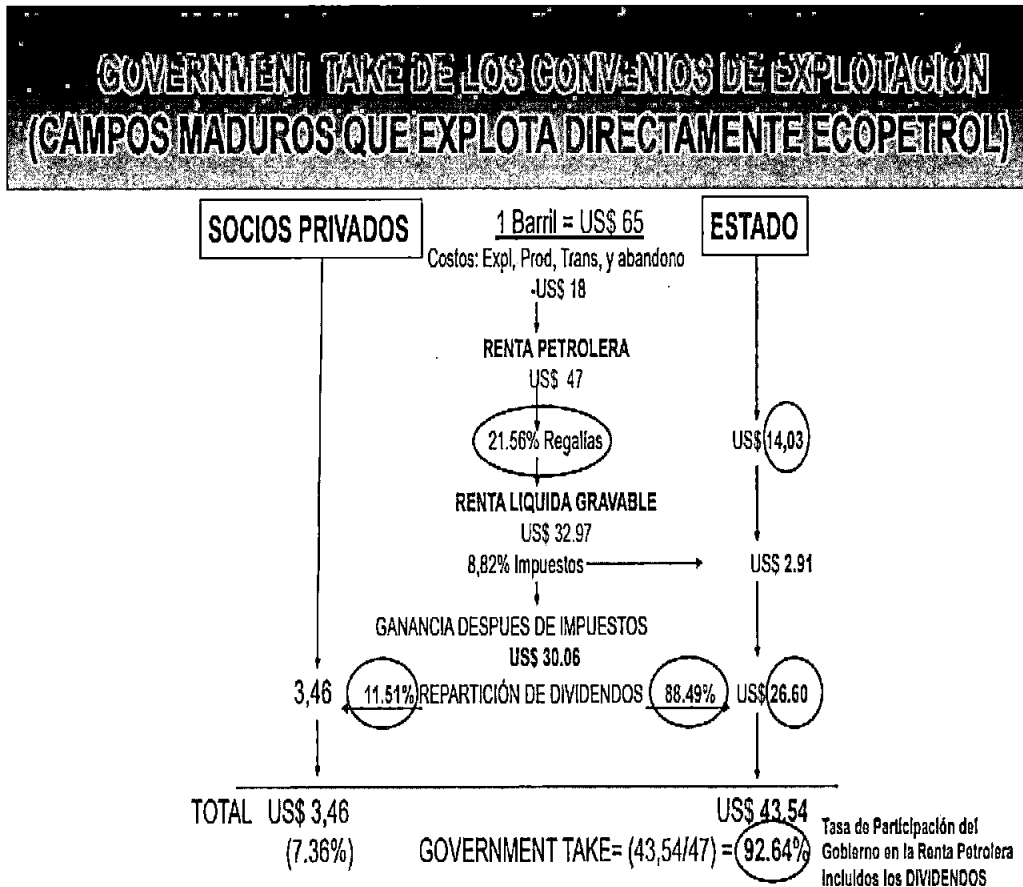 GOVERNMENT TAKE DE LOS CONVENIOS DE EXPLOTACIÓN
(CAMPOS MADUROS QUE EXPLOTA DIRECTAMENTE ECOPETROL)
SOCIOS PRIVADOS
1 Barril = US$ 65
ESTADO
Costos: Expl, Prod, Trans, y abandono
-US$ 18
RENTA PETROLERA
US$ 47
21.56% Regalías
US$ 14,03
RENTA LIQUIDA GRAVABLE
US$ 32.97
8,82% Impuestos
US$ 2.91
GANANCIA DESPUES DE IMPUESTOS
US$ 30.06
3,46 11.51% REPARTICIÓN DE DIVIDENDOS 88.49% US$ 26.60
TOTAL US$ 3,46
US$ 43,54
(7.36%)
GOVERNMENT TAKE= (43,54/47) = 92.64%
Tasa de Participación del
Gobierno en la Renta Petrolera
Incluidos los DIVIDENDOS